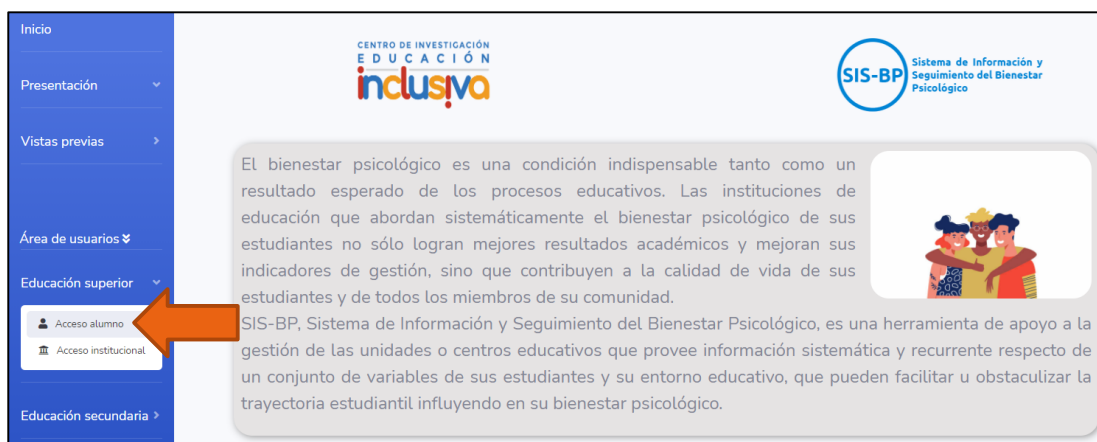 Inicio
Presentación
Vistas previas
Área de usuarios
Educación superior
Acceso alumno
Acceso institucional
Educación secundaria
CENTRO DE INVESTIGACIÓN
EDUCACIÓN
inclusiva
SIS-BP
Sistema de Información y
Seguimiento del Bienestar
Psicológico
El bienestar psicológico es una condición indispensable tanto como un
resultado esperado de los procesos educativos. Las instituciones de
educación que abordan sistemáticamente el bienestar psicológico de sus
estudiantes no sólo logran mejores resultados académicos y mejoran sus
indicadores de gestión, sino que contribuyen a la calidad de vida de sus
estudiantes y de todos los miembros de su comunidad.
SIS-BP, Sistema de Información y Seguimiento del Bienestar Psicológico, es una herramienta de apoyo a la
gestión de las unidades o centros educativos que provee información sistemática y recurrente respecto de
un conjunto de variables de sus estudiantes y su entorno educativo, que pueden facilitar u obstaculizar la
trayectoria estudiantil influyendo en su bienestar psicológico.